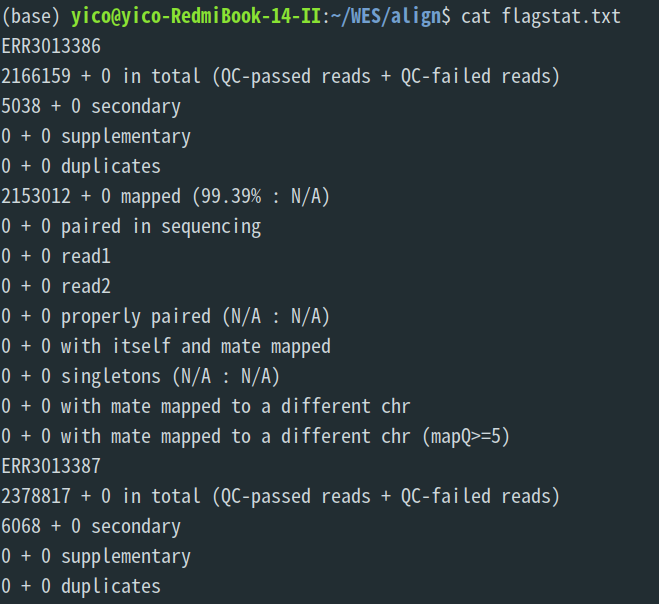 (base) yico@yico-RedmiBook-14-II:~/WES/align$ cat flagstat.txt
ERR3013386
2166159 + 0 in total (QC-passed reads + QC-failed reads)
5038 + 0 secondary
0 + 0 supplementary
0 + 0 duplicates
2153012 + 0 mapped (99.39% : N/A)
0 + 0 paired in sequencing
0 + 0 read1
0 + 0 read2
0 + 0 properly paired (N/A : N/A)
0 + 0 with itself and mate mapped
0 + 0 singletons (N/A : N/A)
0 + 0 with mate mapped to a different chr
0 + 0 with mate mapped to a different chr (mapQ>=5)
ERR3013387
2378817 + 0 in total (QC-passed reads + QC-failed reads)
6068 + 0 secondary
0 + 0 supplementary
0 + 0 duplicates